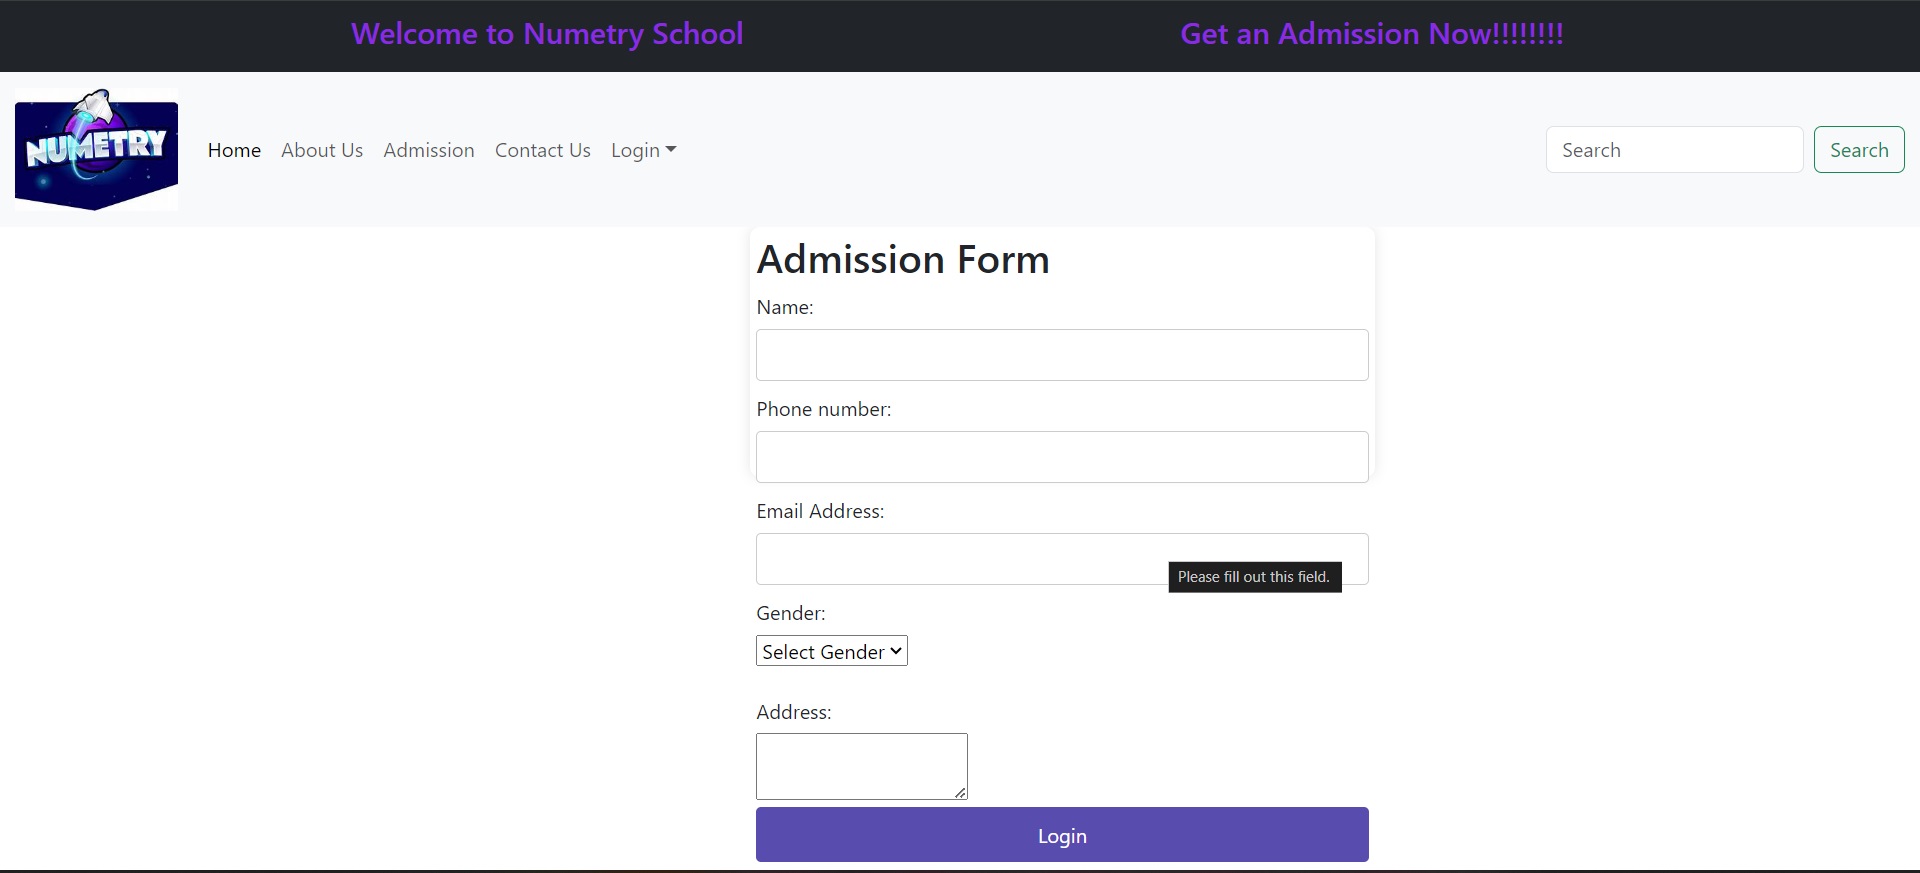 Welcome to Numetry School
Get an Admission Now!!!!!!!!
NUMETRY
Home About Us Admission Contact Us Login
Search Search
Admission Form
Name:
Phone number:
Email Address:
Please fill out this field.
Gender:
Select Gender
Address:
Login